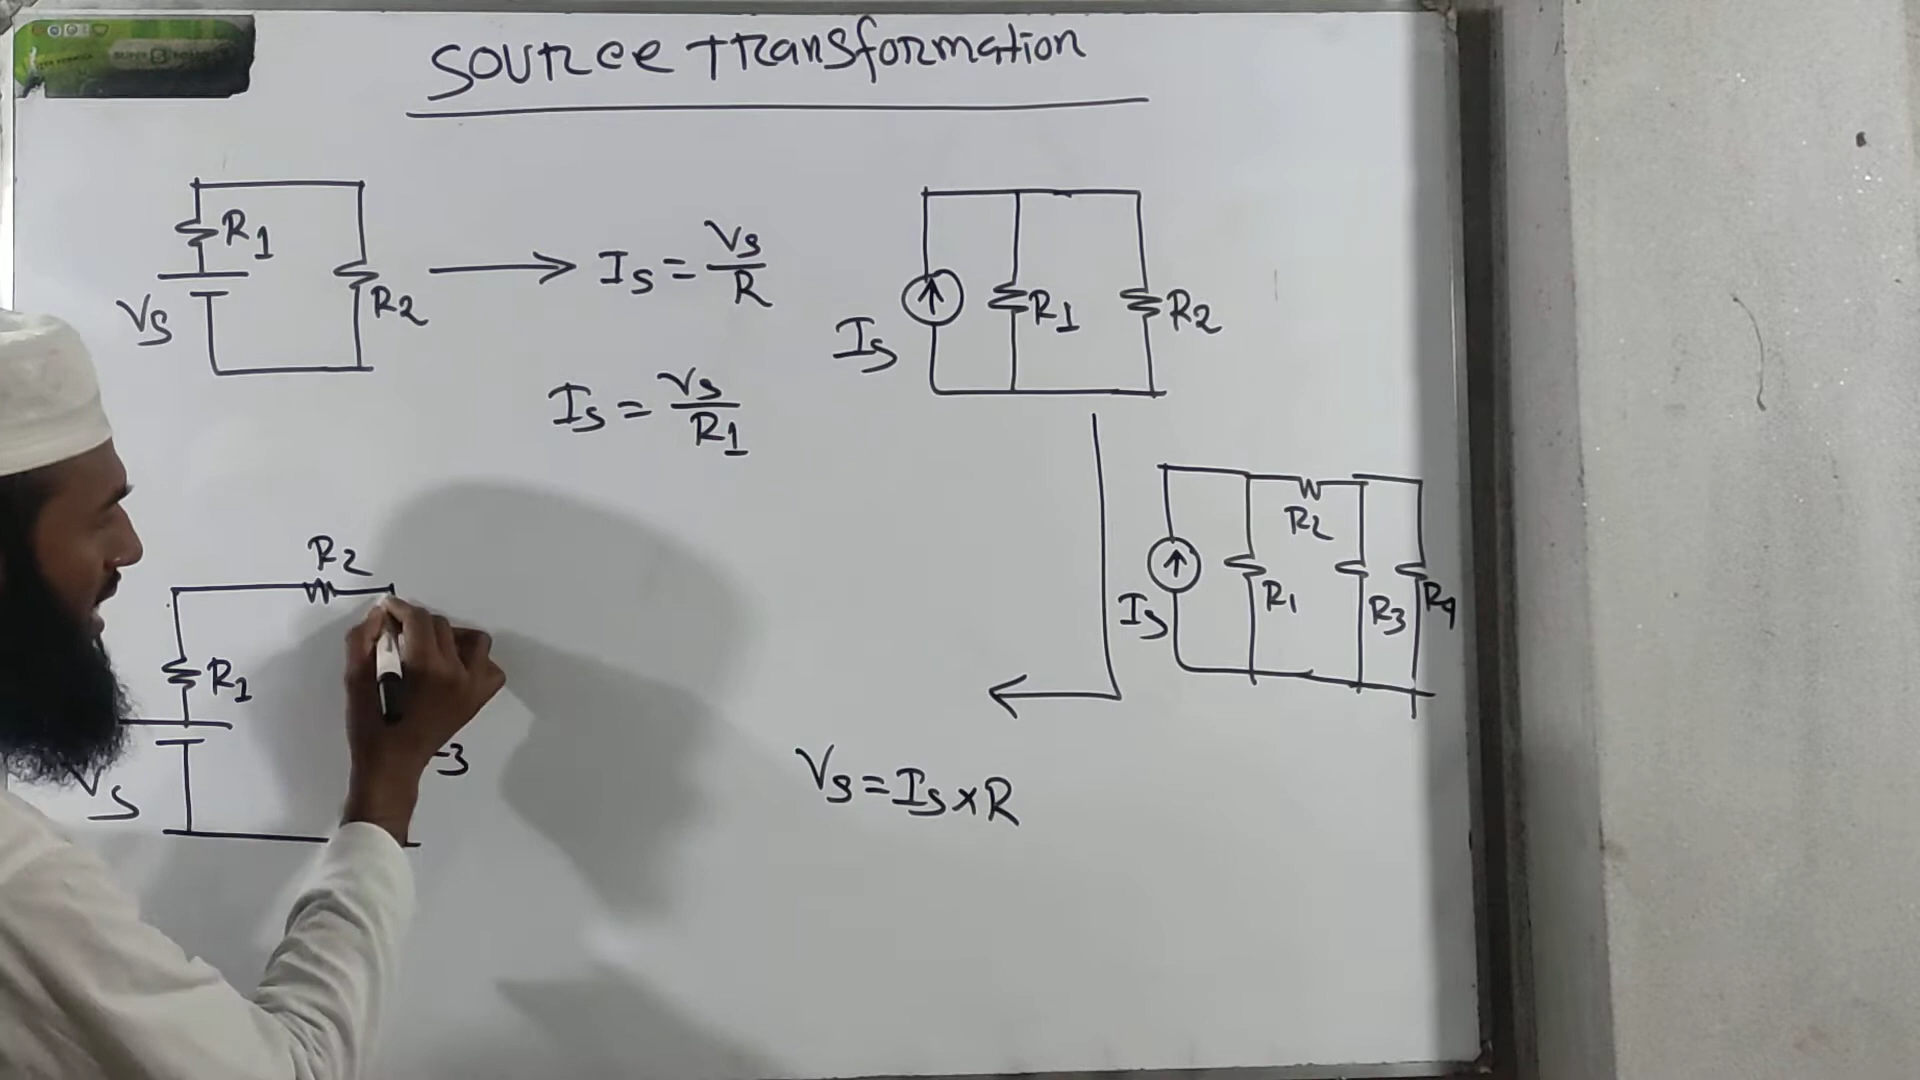 SOURCE TRANSFORMATION
R1
VS
R2
IS = VS/R
IS = VS/R1
IS
R1
R2
R2
R1
VS
3
IS
R1
R2
R3
R4
VS = IS × R